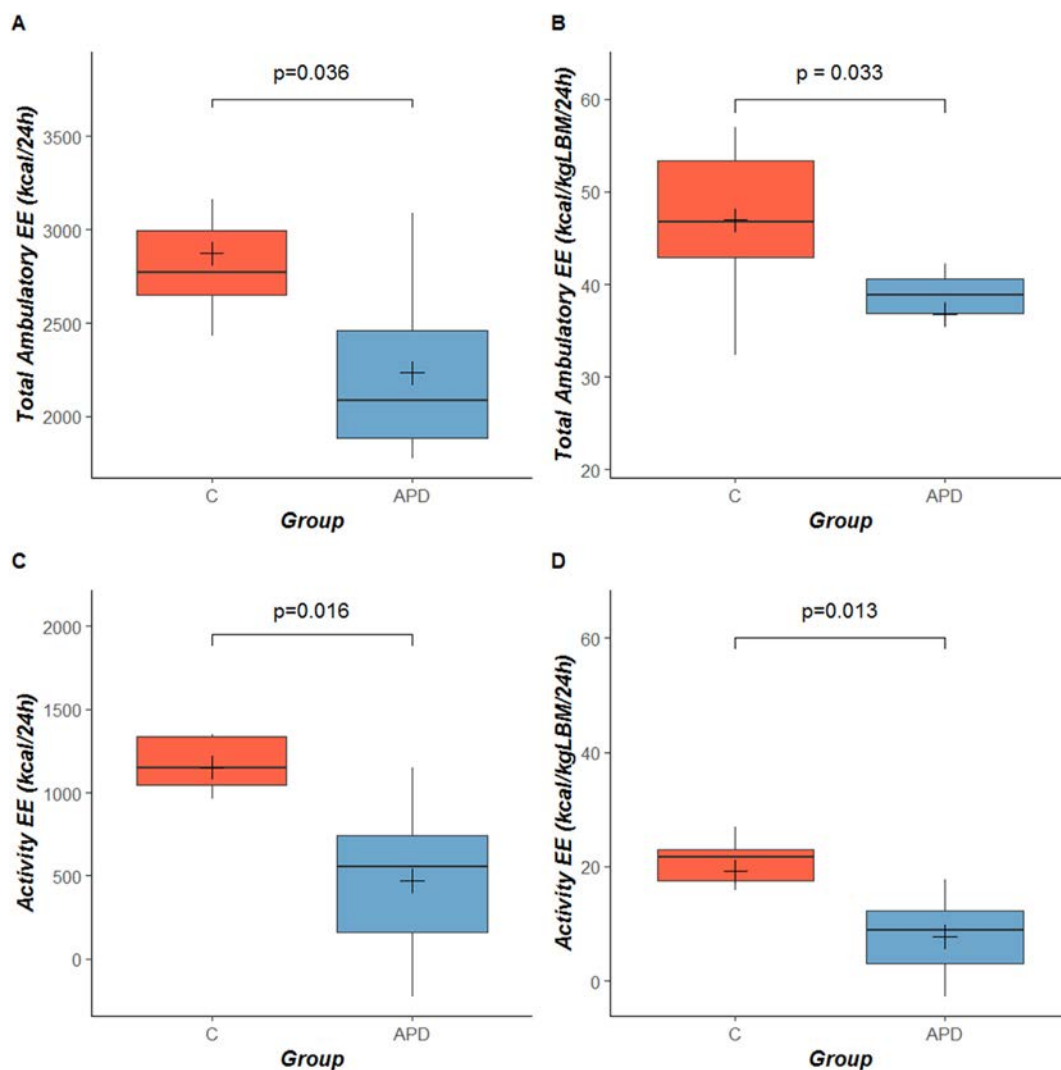 A
p=0.036
Total Ambulatory EE (kcal/24h)
3500
3000
2500
2000
C
APD
Group
B
p = 0.033
Total Ambulatory EE (kcal/kgLBM/24h)
60
50
40
30
20
C
APD
Group
C
p=0.016
Activity EE (kcal/24h)
2000
1500
1000
500
0
C
APD
Group
D
p=0.013
Activity EE (kcal/kgLBM/24h)
60
40
20
0
C
APD
Group